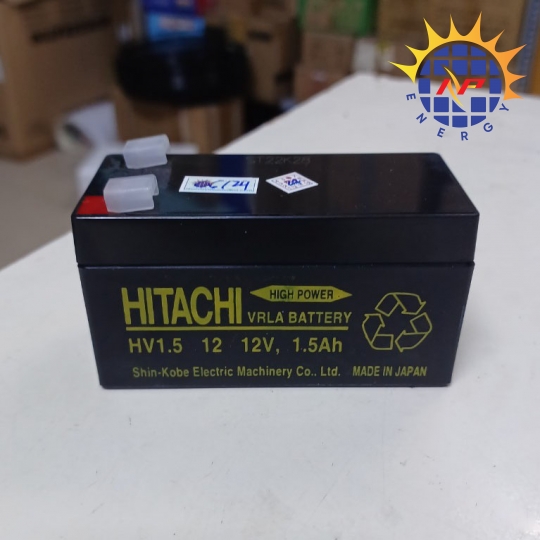 NP
ENERGY
HITACHI
HIGH POWER
VRLA BATTERY
HV1.5 12 12V, 1.5Ah
Shin-Kobe Electric Machinery Co.. Ltd. MADE IN JAPAN